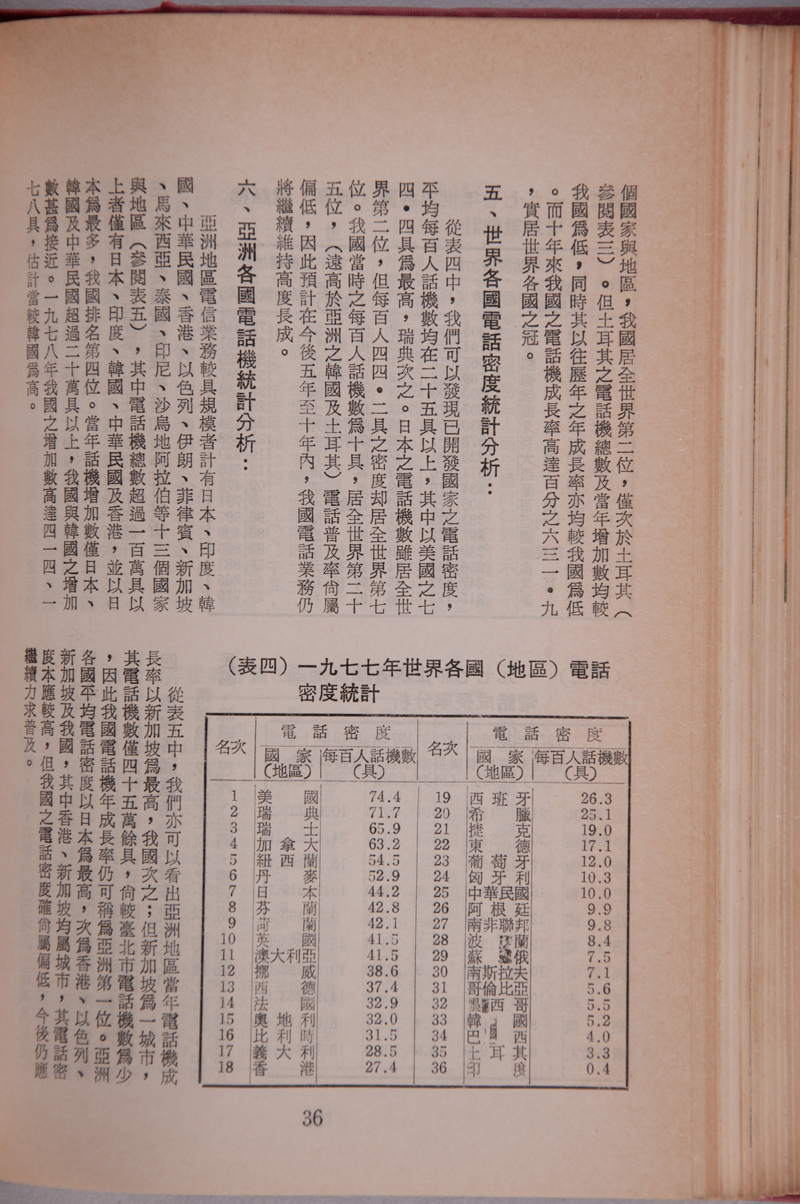 個國家與地區，我國居全世界第二位，僅次於土耳其（
參閱表三）。但土耳其之電話機總數及當年增加數均較
我國爲低，同時其以往歷年之年成長率亦均較我國爲低
。而十年來我國之電話機成長率高達百分之六三一•九
，實居世界各國之冠。
五、世界各國電話密度統計分析：
從表四中，我們可以發現已開發國家之電話密度，
平均每百人話機數均在二十五具以上，其中以美國之七
四•四具爲最高，瑞典次之。日本之電話機數雖居全世
界第二位，但每百人四四•二具之密度却居全世界第七
位。我國當時之每百人話機數爲十具，居全世界第二十
五位，（遠高於亞洲之韓國及土耳其）電話普及率尙屬
偏低，因此預計在今後五年至十年內，我國電話業務仍
將繼續維持高度長成。
六、亞洲各國電話機統計分析：
亞洲地區電信業務較具規模者計有日本、印度、韓
國、中華民國、香港、以色列、伊朗、菲律賓、新加坡
、馬來西亞、泰國、印尼、沙烏地阿拉伯等十三個國家
與地區（參閱表五），其中電話機總數超過一百萬具以
上者僅有日本、印度、韓國、中華民國及香港，並以日
本爲最多，我國排名第四位。當年話機增加數僅日本、
韓國及中華民國超過二十萬具以上，我國與韓國之增加
數甚爲接近。一九七八年我國之增加數高達四一四、一
七八具，估計當較韓國爲高。
（表四）一九七七年世界各國（地區）電話
密度統計
名次 電話密度 名次 電話密度
國家（地區） 每百人話機數（具） 國家（地區） 每百人話機數（具）
1 美國 74.4 19 西班牙 26.3
2 瑞典 71.7 20 希臘 25.1
3 瑞士 65.9 21 捷克 19.0
4 加拿大 63.2 22 東德 17.1
5 紐西蘭 54.5 23 葡萄牙 12.0
6 丹麥 52.9 24 匈牙利 10.3
7 日本 44.2 25 中華民國 10.0
8 芬蘭 42.8 26 阿根廷 9.9
9 荷蘭 42.1 27 南非聯邦 9.8
10 英國 41.5 28 波蘭 8.4
11 澳大利亞 41.5 29 蘇俄 7.5
12 挪威 38.6 30 南斯拉夫 7.1
13 西德 37.4 31 哥倫比亞 5.6
14 法國 32.9 32 墨西哥 5.5
15 奧地利 32.0 33 韓國 5.2
16 比利時 31.5 34 巴西 4.0
17 義大利 28.5 35 土耳其 3.3
18 香港 27.4 36 印度 0.4
從表五中，我們亦可以看出亞洲地區當年電話機成
長率以新加坡爲最高，我國次之；但新加坡爲一城市，
其電話機數僅四十五萬餘具，尙較臺北市電話機數爲少
，因此我國電話機年成長率仍可稱爲亞洲第一位。亞洲
各國平均電話密度以日本爲最高，次爲香港、以色列、
新加坡及我國，其中香港、新加坡均屬城市，其電話密
度本應較高，但我國之電話密度確尙屬偏低，今後仍應
繼續力求普及。
36